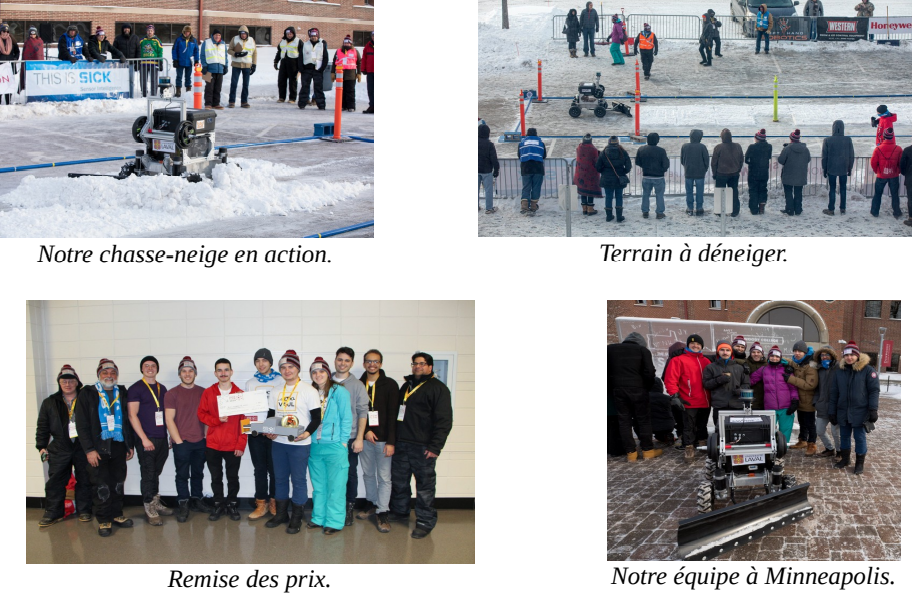 THIS IS SICK
WESTERN
Honeywell
Notre chasse-neige en action.
Terrain à déneiger.
LAVAL
Remise des prix.
Notre équipe à Minneapolis.